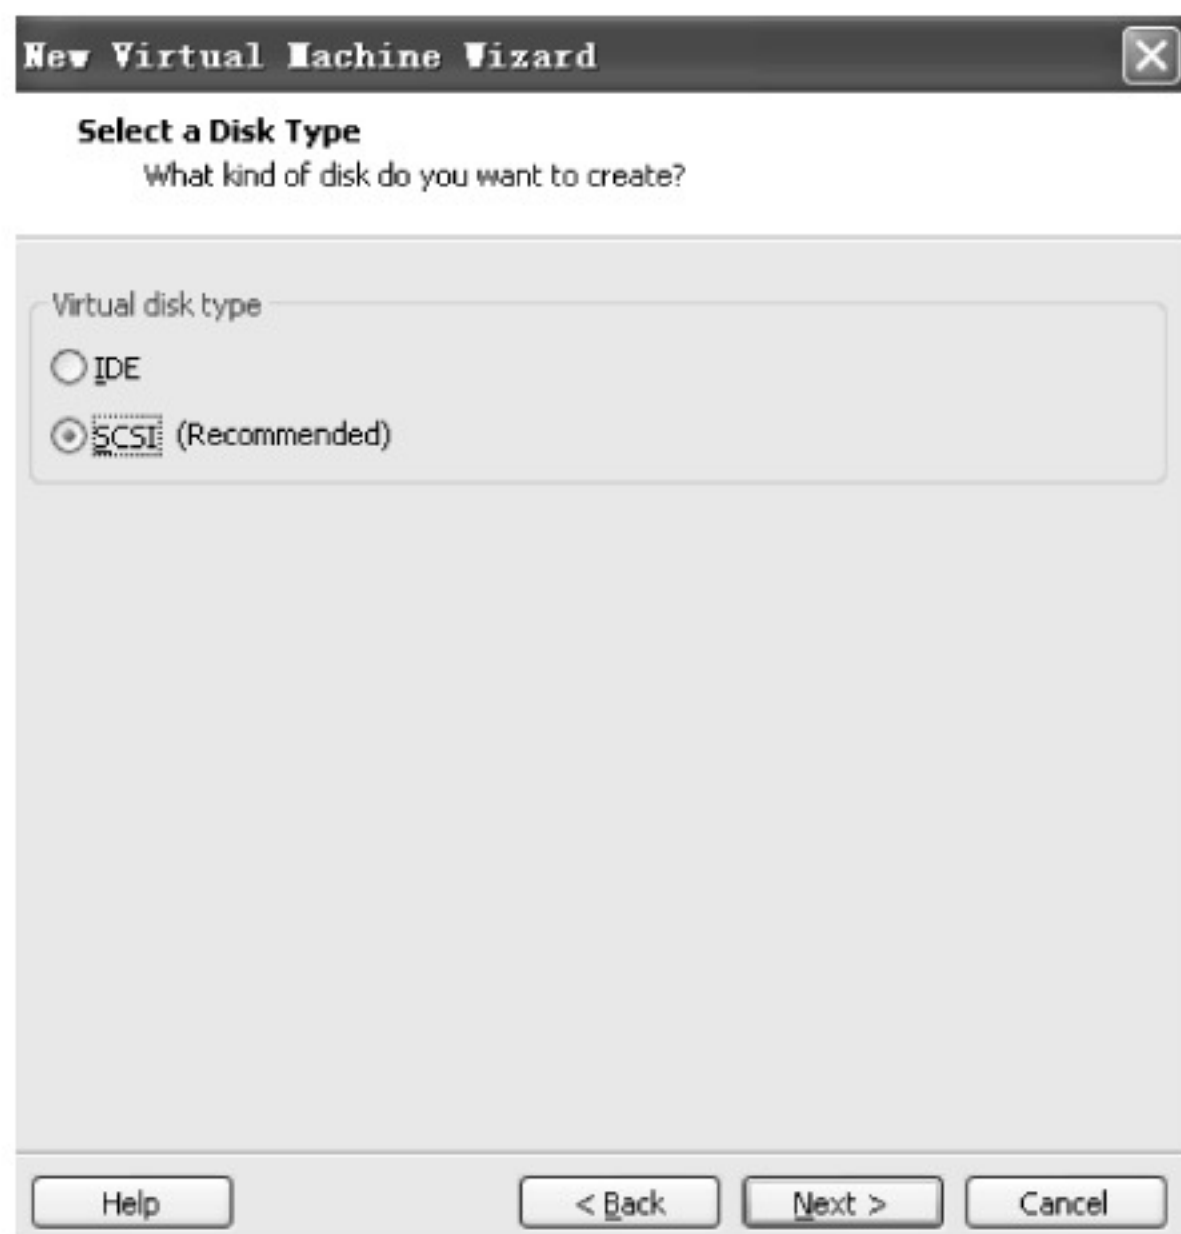 New Virtual Machine Wizard
Select a Disk Type
What kind of disk do you want to create?
Virtual disk type
IDE
SCSI (Recommended)
Help < Back Next > Cancel